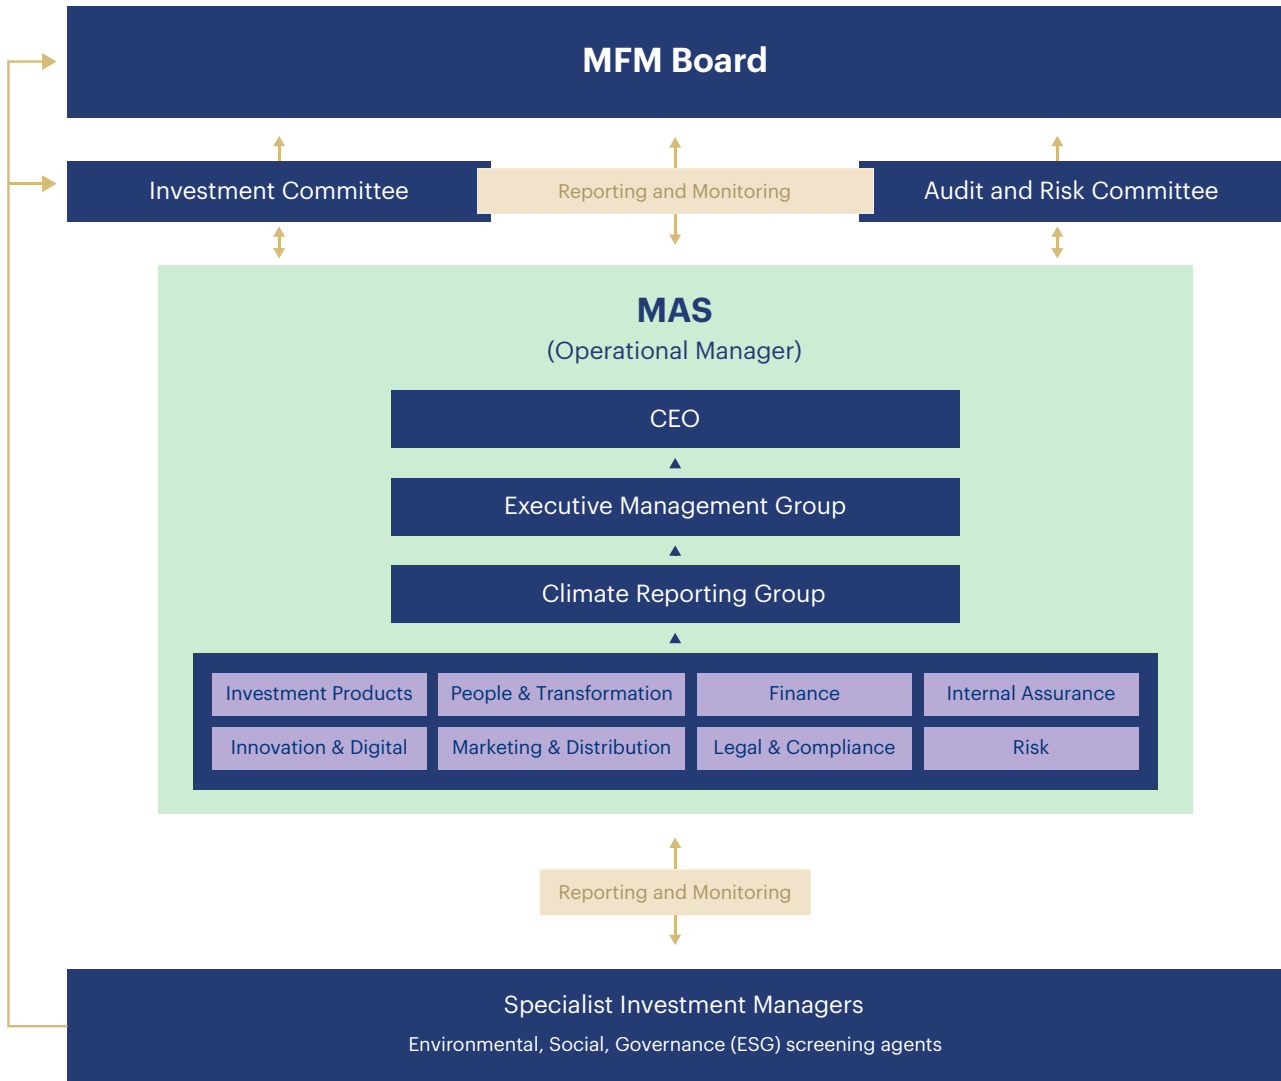 MFM Board
Investment Committee
Reporting and Monitoring
Audit and Risk Committee
MAS
(Operational Manager)
CEO
Executive Management Group
Climate Reporting Group
Investment Products
People & Transformation
Finance
Internal Assurance
Innovation & Digital
Marketing & Distribution
Legal & Compliance
Risk
Reporting and Monitoring
Specialist Investment Managers
Environmental, Social, Governance (ESG) screening agents